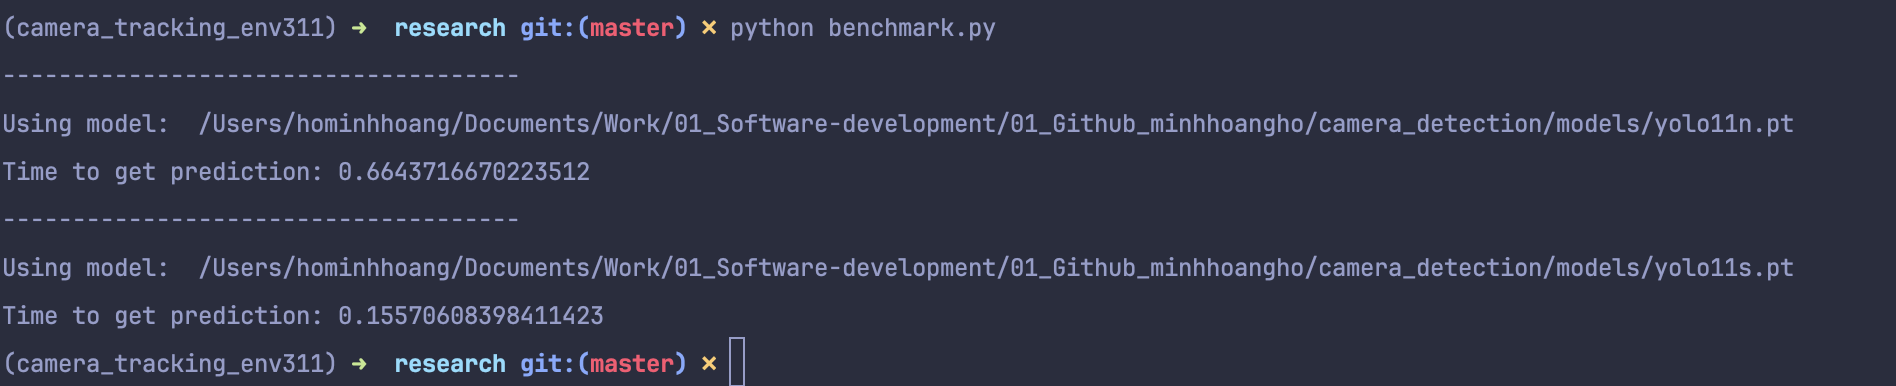 (camera_tracking_env311) ➜  research git:(master) ✗ python benchmark.py
-------------------------------------
Using model:  /Users/hominhhoang/Documents/Work/01_Software-development/01_Github_minhhoangho/camera_detection/models/yolo11n.pt
Time to get prediction: 0.6643716670223512
-------------------------------------
Using model:  /Users/hominhhoang/Documents/Work/01_Software-development/01_Github_minhhoangho/camera_detection/models/yolo11s.pt
Time to get prediction: 0.15570608398411423
(camera_tracking_env311) ➜  research git:(master) ✗